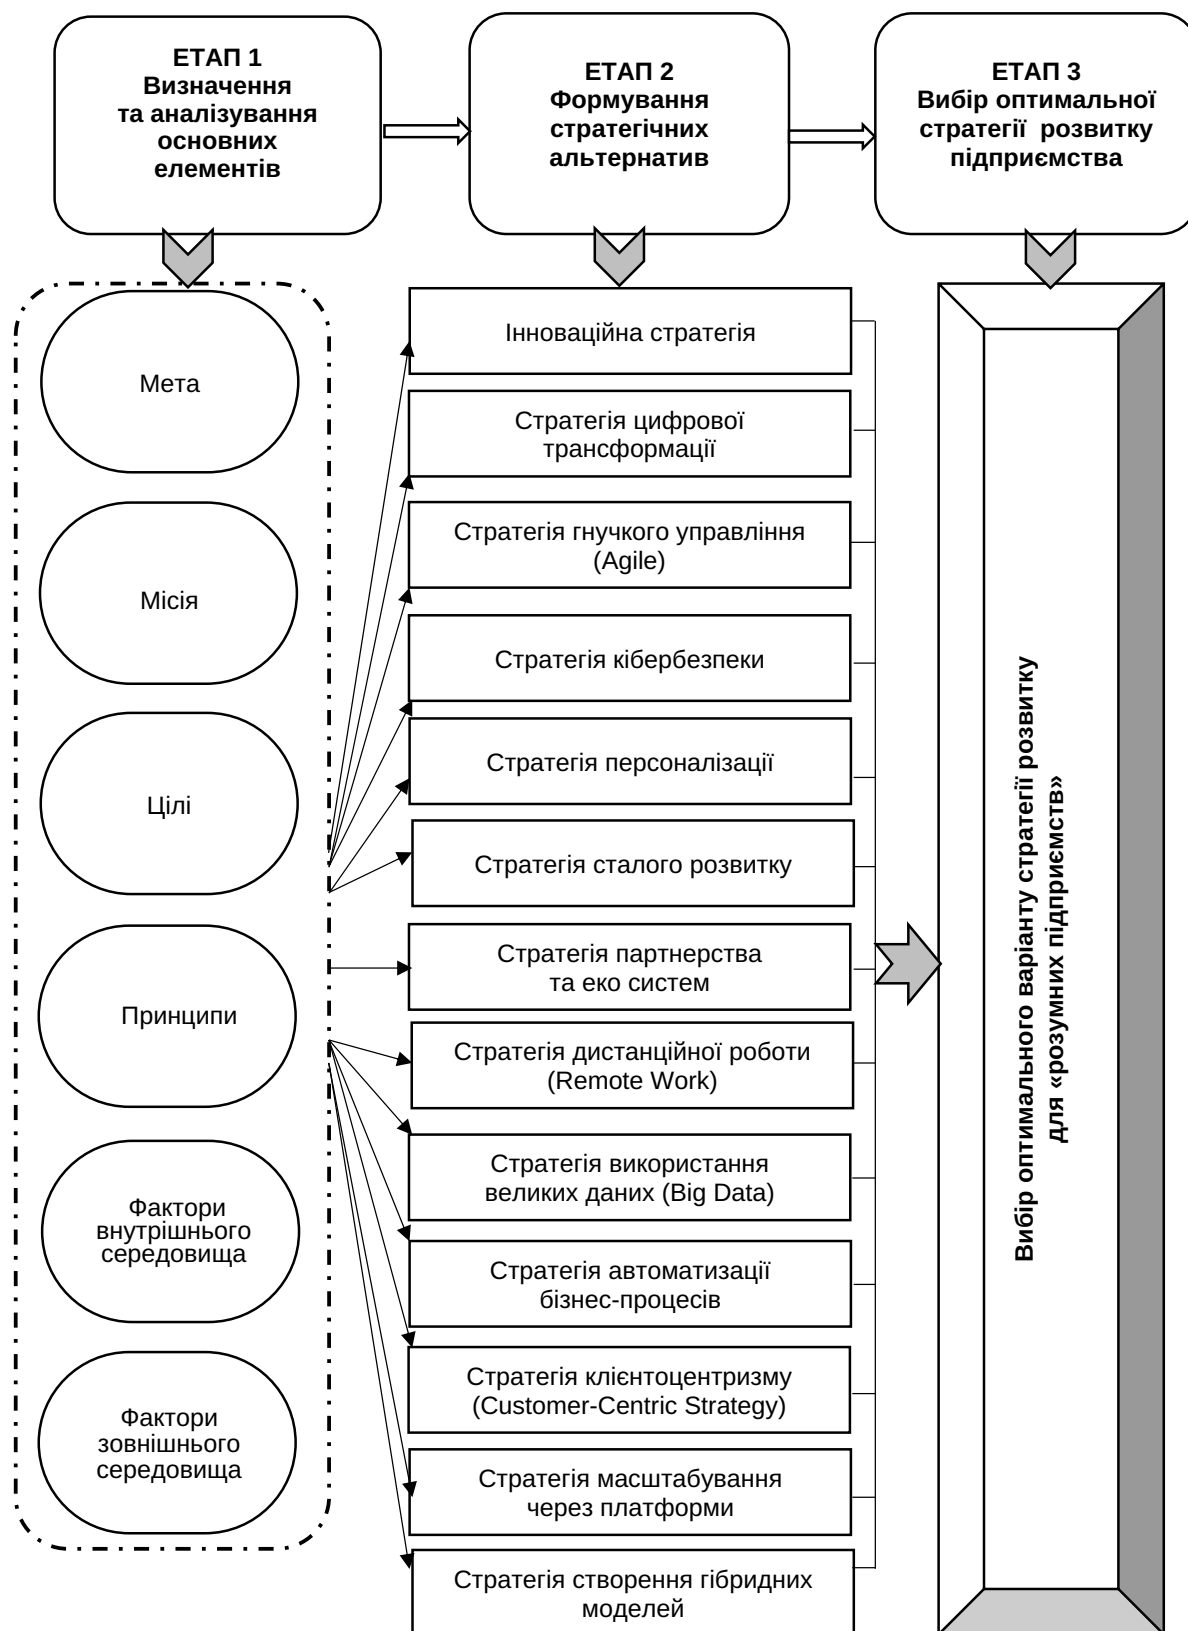 ЕТАП 1
Визначення
та аналізування
основних
елементів
ЕТАП 2
Формування
стратегічних
альтернатив
ЕТАП 3
Вибір оптимальної
стратегії розвитку
підприємства
Мета
Місія
Цілі
Принципи
Фактори
внутрішнього
середовища
Фактори
зовнішнього
середовища
Інноваційна стратегія
Стратегія цифрової
трансформації
Стратегія гнучкого управління
(Agile)
Стратегія кібербезпеки
Стратегія персоналізації
Стратегія сталого розвитку
Стратегія партнерства
та еко систем
Стратегія дистанційної роботи
(Remote Work)
Стратегія використання
великих даних (Big Data)
Стратегія автоматизації
бізнес-процесів
Стратегія клієнтоцентризму
(Customer-Centric Strategy)
Стратегія масштабування
через платформи
Стратегія створення гібридних
моделей
Вибір оптимального варіанту стратегії розвитку
для «розумних підприємств»